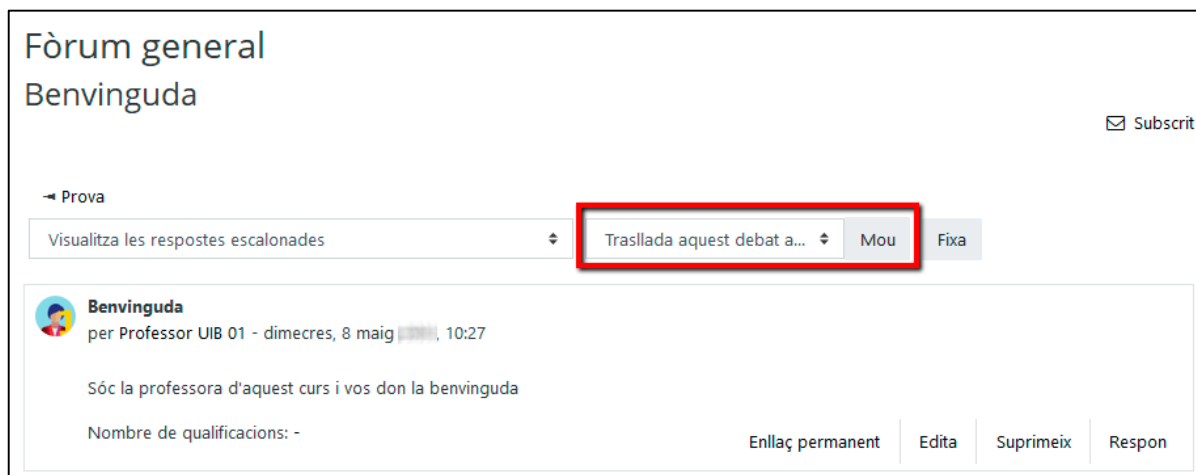 Fòrum general
Benvinguda
Subscrit
Prova
Visualitza les respostes escalonades
Trasllada aquest debat a... Mou Fixa
Benvinguda
per Professor UIB 01 - dimecres, 8 maig , 10:27
Sóc la professora d'aquest curs i vos don la benvinguda
Nombre de qualificacions: -
Enllaç permanent Edita Suprimeix Respon